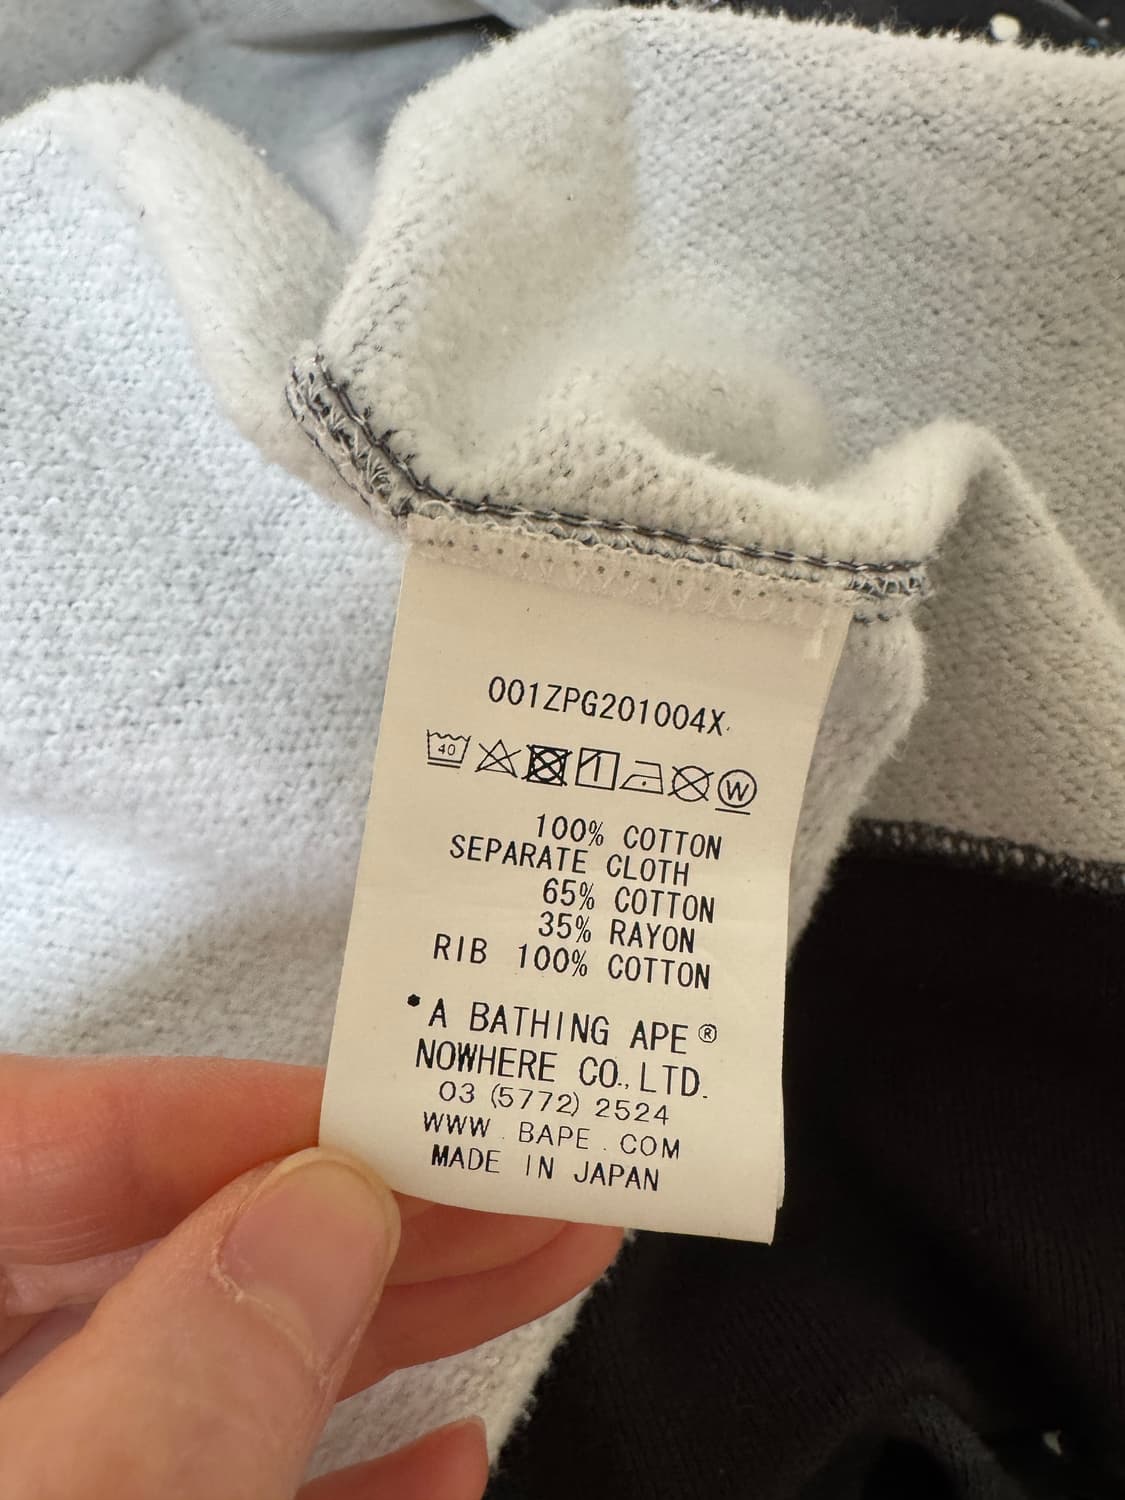 001ZPG201004X
40 W
100% COTTON
SEPARATE CLOTH
65% COTTON
35% RAYON
RIB 100% COTTON
A BATHING APE®
NOWHERE CO., LTD.
03 (5772) 2524
WWW . BAPE . COM
MADE IN JAPAN